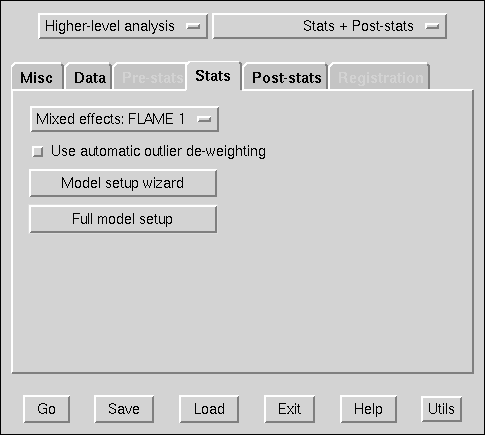 Higher-level analysis Stats + Post-stats
Misc Data Pre-stats Stats Post-stats Registration
Mixed effects: FLAME 1
Use automatic outlier de-weighting
Model setup wizard
Full model setup
Go Save Load Exit Help Utils